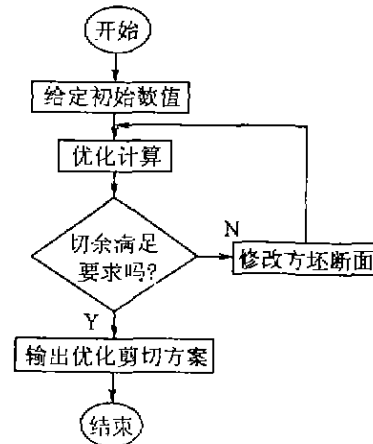 开始
给定初始数值
优化计算
切余满足
要求吗?
N
修改方坯断面
Y
输出优化剪切方案
结束